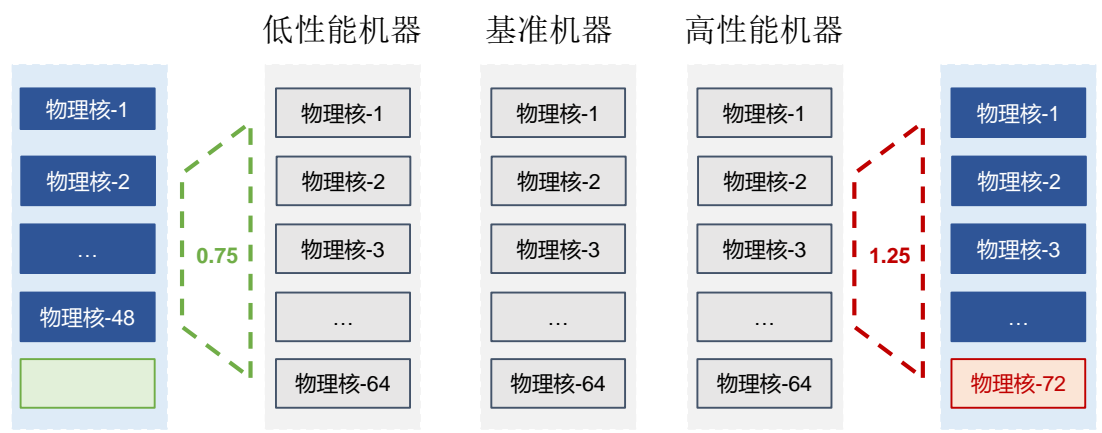 低性能机器
基准机器
高性能机器
物理核-1
物理核-2
…
物理核-48
0.75
物理核-1
物理核-2
物理核-3
…
物理核-64
物理核-1
物理核-2
物理核-3
…
物理核-64
物理核-1
物理核-2
物理核-3
…
物理核-64
1.25
物理核-1
物理核-2
物理核-3
…
物理核-72